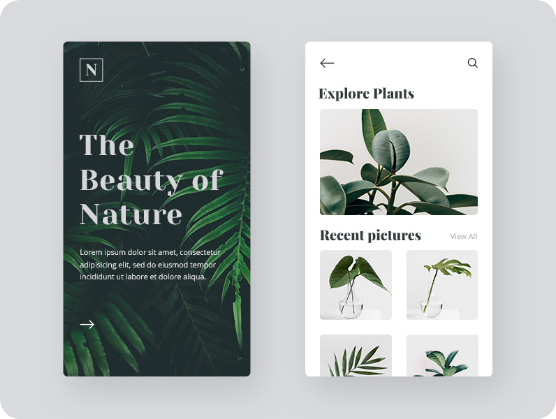 N
The
Beauty of
Nature
Lorem ipsum dolor sit amet, consectetur
adipisicing elit, sed do eiusmod tempor
incididunt ut labore et dolore aliqua.
Explore Plants
Recent pictures
View All